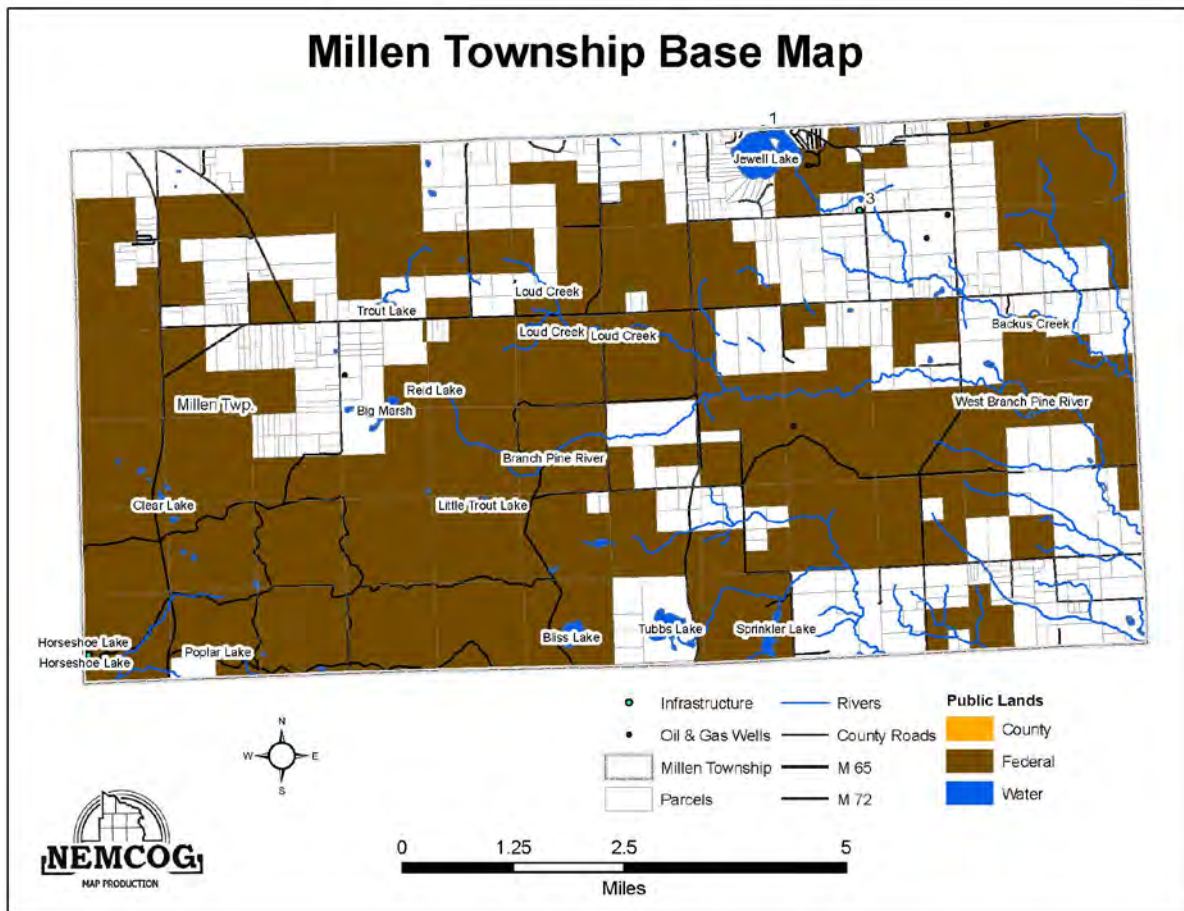 Millen Township Base Map
1
Jewell Lake
3
Loud Creek
Trout Lake
Loud Creek
Loud Creek
Backus Creek
Reid Lake
Millen Twp.
Big Marsh
West Branch Pine River
Branch Pine River
Clear Lake
Little Trout Lake
Horseshoe Lake
Horseshoe Lake
Poplar Lake
Bliss Lake
Tubbs Lake
Sprinkler Lake
Infrastructure
Oil & Gas Wells
Millen Township
Parcels
Rivers
County Roads
M 65
M 72
Public Lands
County
Federal
Water
N
W
E
S
NEMCOG
MAP PRODUCTION
0 1.25 2.5 5
Miles